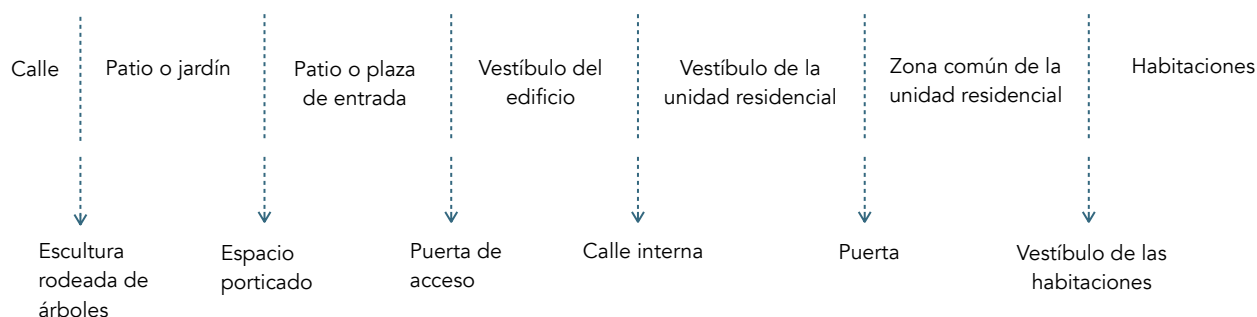 Calle
Patio o jardín
Patio o plaza
de entrada
Vestíbulo del
edificio
Vestíbulo de la
unidad residencial
Zona común de la
unidad residencial
Habitaciones
Escultura
rodeada de
árboles
Espacio
porticado
Puerta de
acceso
Calle interna
Puerta
Vestíbulo de las
habitaciones